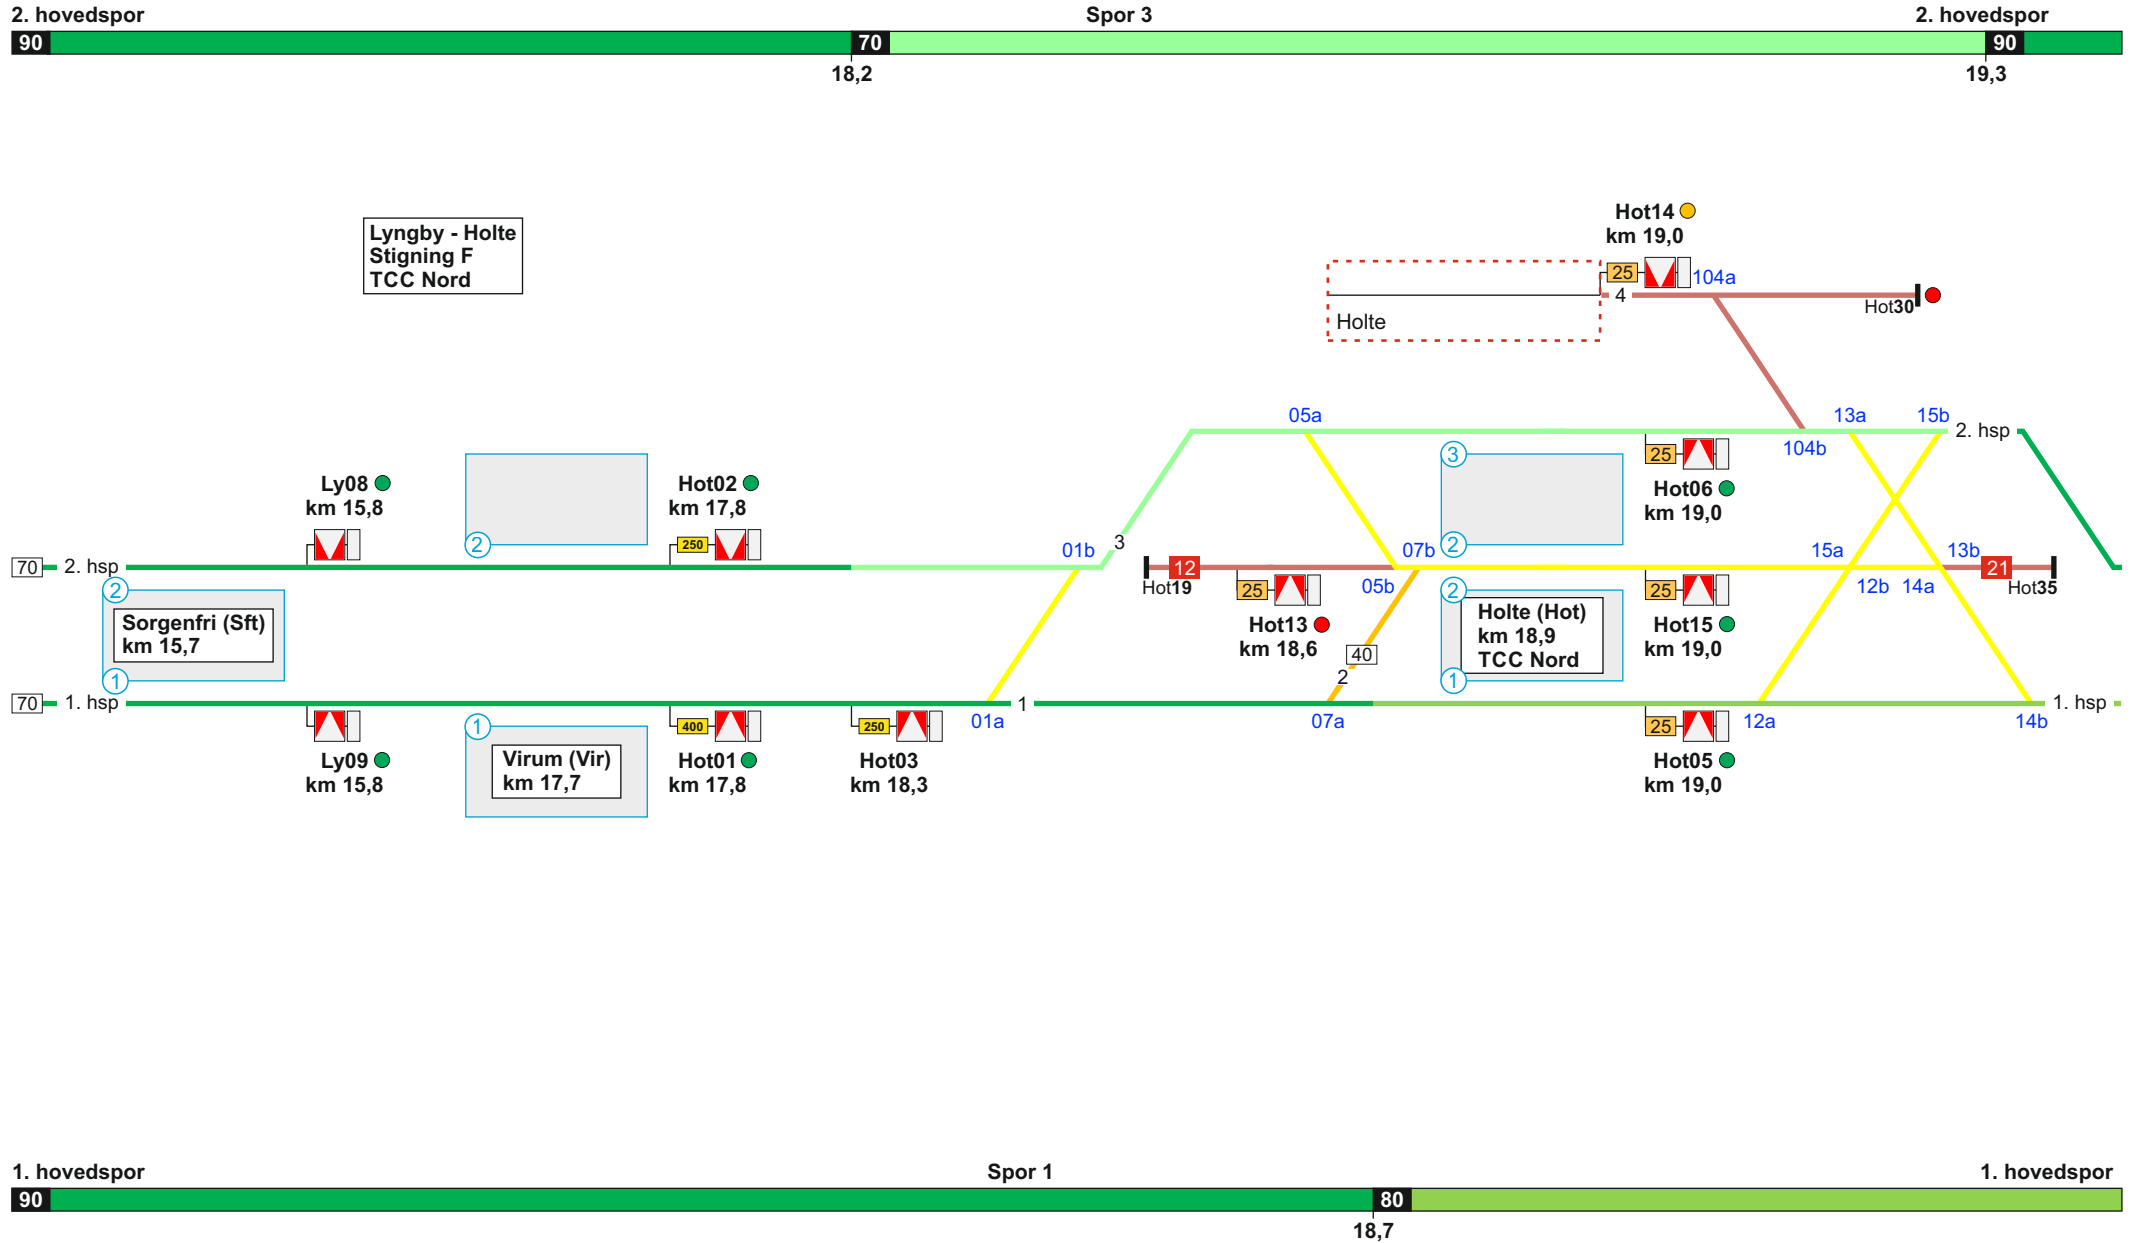 2. hovedspor
Spor 3
2. hovedspor
90
70
90
18,2
19,3
Lyngby - Holte
Stigning F
TCC Nord
Hot14
km 19,0
25
104a
4
Hot30
Holte
05a
13a
15b
2. hsp
104b
3
25
Hot06
km 19,0
Ly08
km 15,8
2
Hot02
km 17,8
250
01b
3
2
07b
15a
13b
70
2. hsp
12
21
Hot19
05b
12b
14a
Hot35
2
Sorgenfri (Sft)
km 15,7
1
25
Hot13
km 18,6
40
2
2
Holte (Hot)
km 18,9
TCC Nord
1
25
Hot15
km 19,0
70
1. hsp
1
1. hsp
01a
07a
12a
14b
Ly09
km 15,8
1
Virum (Vir)
km 17,7
400
Hot01
km 17,8
250
Hot03
km 18,3
25
Hot05
km 19,0
1. hovedspor
Spor 1
1. hovedspor
90
80
18,7